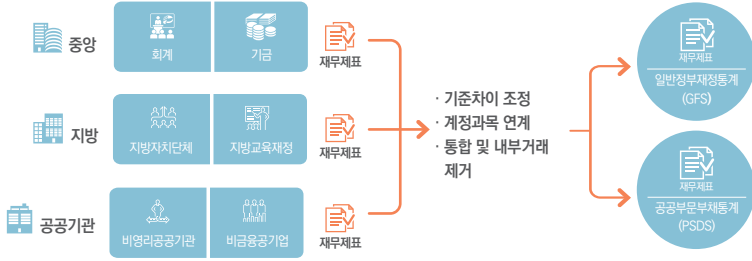 중앙
회계
기금
재무제표
지방
지방자치단체
지방교육재정
재무제표
공공기관
비영리공공기관
비금융공기업
재무제표
· 기준차이 조정
· 계정과목 연계
· 통합 및 내부거래
제거
재무제표
일반정부재정통계
(GFS)
재무제표
공공부문부채통계
(PSDS)